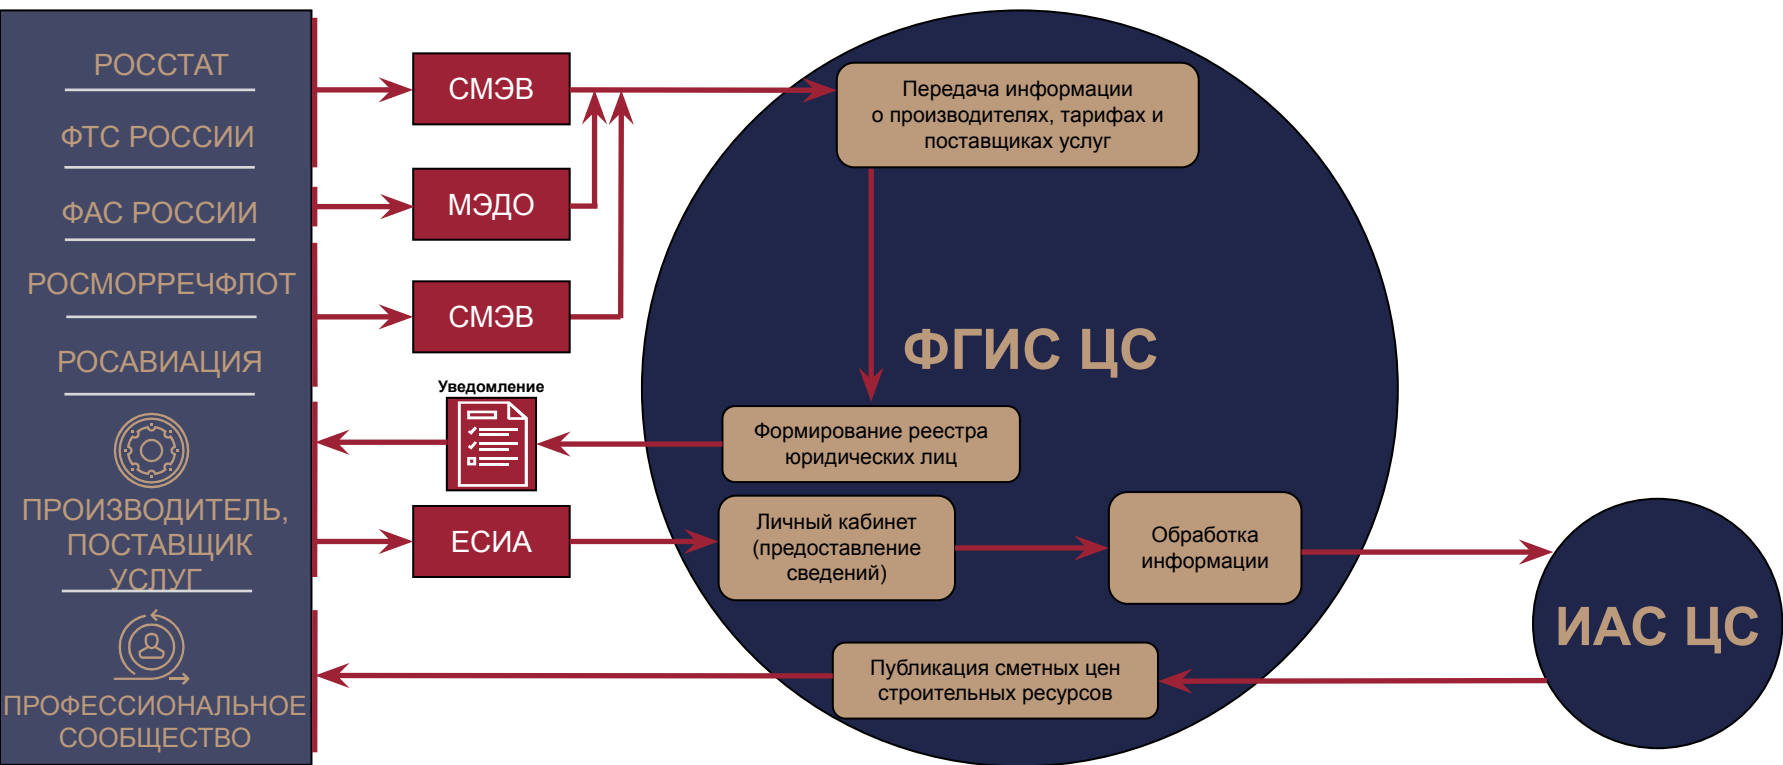 РОССТАТ
ФТС РОССИИ
ФАС РОССИИ
РОСМОРРЕЧФЛОТ
РОСАВИАЦИЯ
ПРОИЗВОДИТЕЛЬ,
ПОСТАВЩИК
УСЛУГ
ПРОФЕССИОНАЛЬНОЕ
СООБЩЕСТВО
СМЭВ
МЭДО
СМЭВ
Уведомление
ЕСИА
Передача информации
о производителях, тарифах и
поставщиках услуг
ФГИС ЦС
Формирование реестра
юридических лиц
Личный кабинет
(предоставление
сведений)
Обработка
информации
Публикация сметных цен
строительных ресурсов
ИАС ЦС